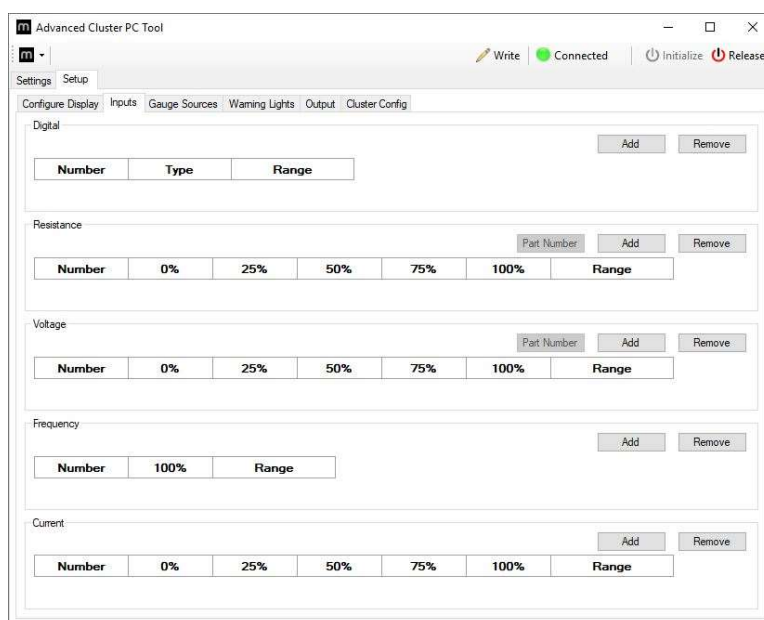 m Advanced Cluster PC Tool
m Write Connected Initialize Release
Settings Setup
Configure Display Inputs Gauge Sources Warning Lights Output Cluster Config
Digital
Add Remove
Number Type Range
Resistance
Part Number Add Remove
Number 0% 25% 50% 75% 100% Range
Voltage
Part Number Add Remove
Number 0% 25% 50% 75% 100% Range
Frequency
Add Remove
Number 100% Range
Current
Add Remove
Number 0% 25% 50% 75% 100% Range